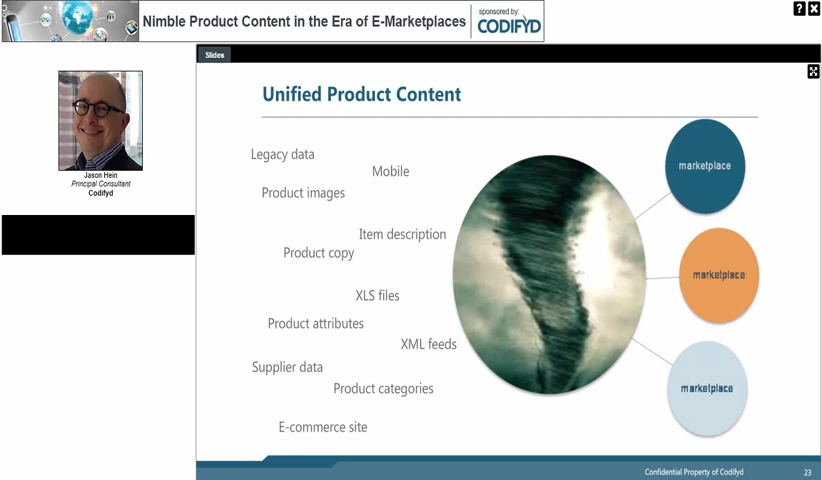 Nimble Product Content in the Era of E-Marketplaces
sponsored by:
CODIFYD
?
Slides
Jason Hein
Principal Consultant
Codifyd
Unified Product Content
Legacy data
Mobile
Product images
Item description
Product copy
XLS files
Product attributes
XML feeds
Supplier data
Product categories
E-commerce site
marketplace
marketplace
marketplace
Confidential Property of Codifyd
23